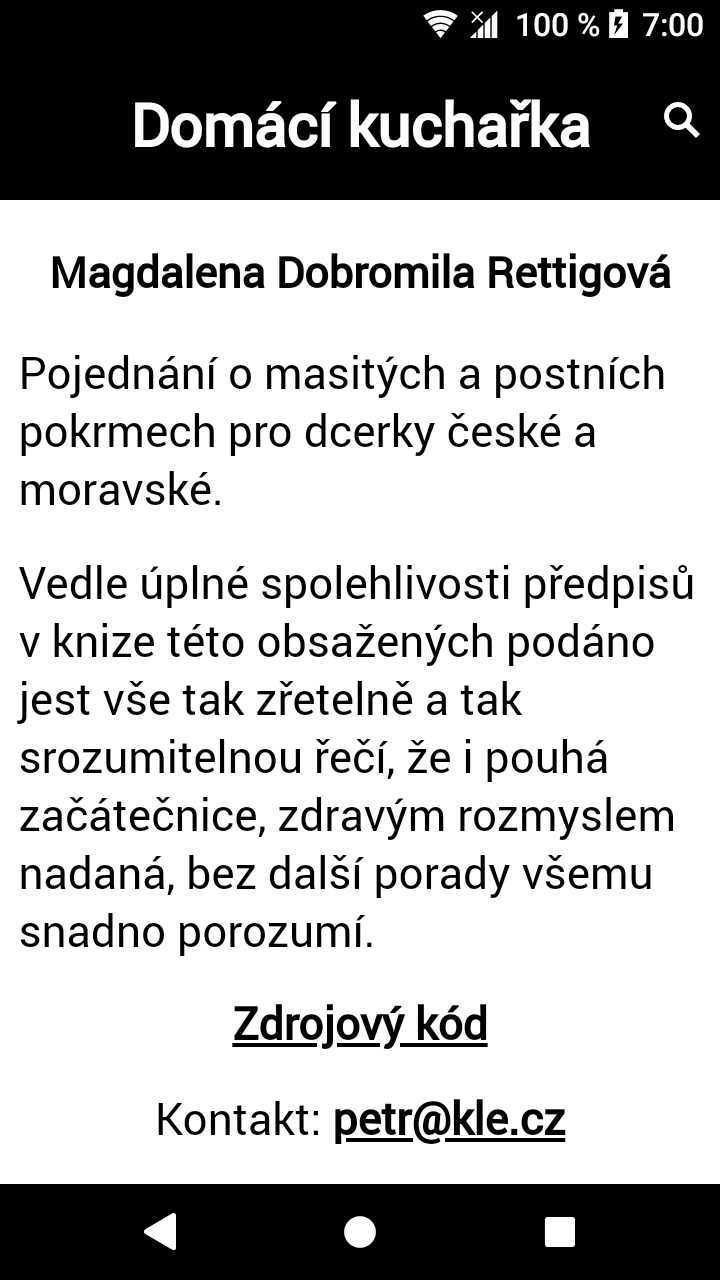 100 % 7:00
Domácí kuchařka
Magdalena Dobromila Rettigová
Pojednání o masitých a postních
pokrmech pro dcerky české a
moravské.
Vedle úplné spolehlivosti předpisů
v knize této obsažených podáno
jest vše tak zřetelně a tak
srozumitelnou řečí, že i pouhá
začátečnice, zdravým rozmyslem
nadaná, bez další porady všemu
snadno porozumí.
Zdrojový kód
Kontakt: petr@kle.cz